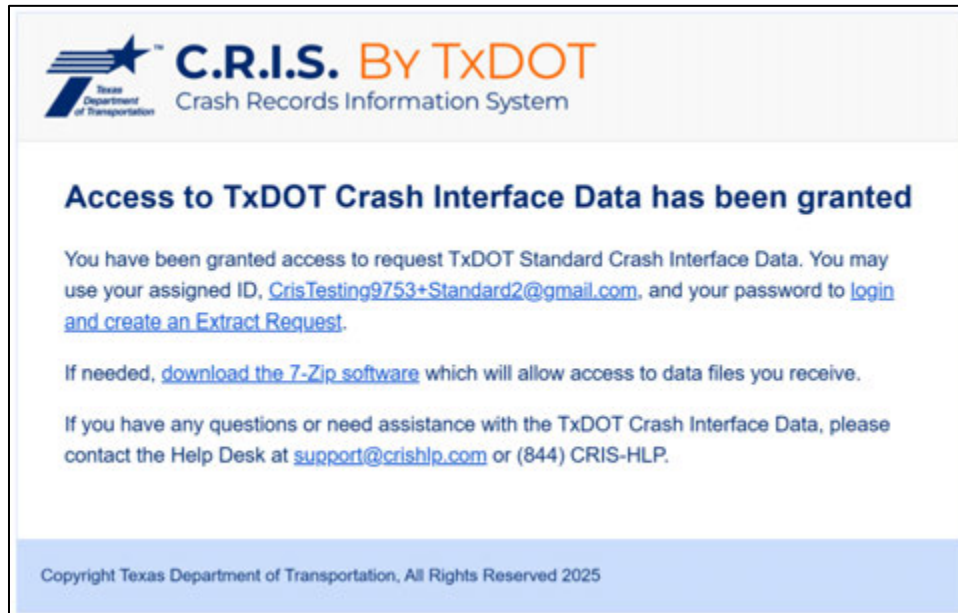 C.R.I.S. BY TXDOT
Crash Records Information System
Texas
Department
of Transportation
™
Access to TxDOT Crash Interface Data has been granted
You have been granted access to request TxDOT Standard Crash Interface Data. You may
use your assigned ID, CrisTesting9753+Standard2@gmail.com, and your password to login
and create an Extract Request.
If needed, download the 7-Zip software which will allow access to data files you receive.
If you have any questions or need assistance with the TxDOT Crash Interface Data, please
contact the Help Desk at support@crishlp.com or (844) CRIS-HLP.
Copyright Texas Department of Transportation, All Rights Reserved 2025